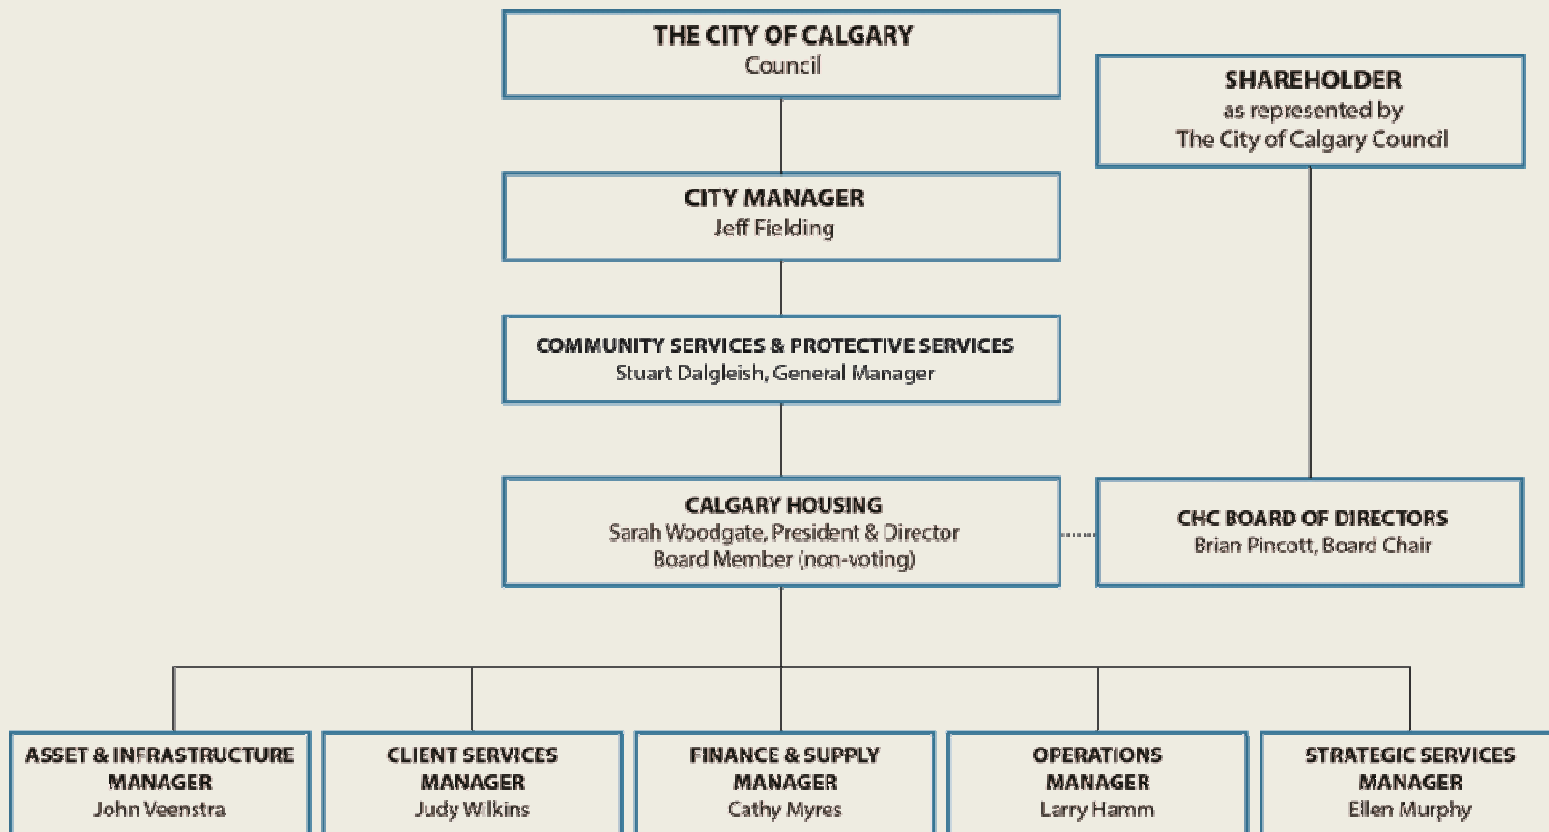 THE CITY OF CALGARY
Council
SHAREHOLDER
as represented by
The City of Calgary Council
CITY MANAGER
Jeff Fielding
COMMUNITY SERVICES & PROTECTIVE SERVICES
Stuart Dalgleish, General Manager
CALGARY HOUSING
Sarah Woodgate, President & Director
Board Member (non-voting)
CHC BOARD OF DIRECTORS
Brian Pincott, Board Chair
ASSET & INFRASTRUCTURE
MANAGER
John Veenstra
CLIENT SERVICES
MANAGER
Judy Wilkins
FINANCE & SUPPLY
MANAGER
Cathy Myres
OPERATIONS
MANAGER
Larry Hamm
STRATEGIC SERVICES
MANAGER
Ellen Murphy